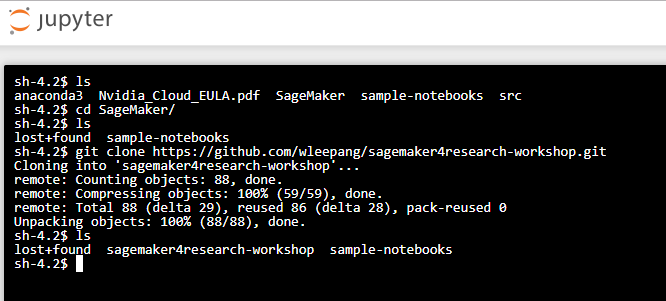 jupyter
sh-4.2$ ls
anaconda3  Nvidia_Cloud_EULA.pdf  SageMaker  sample-notebooks  src
sh-4.2$ cd SageMaker/
sh-4.2$ ls
lost+found  sample-notebooks
sh-4.2$ git clone https://github.com/wleepang/sagemaker4research-workshop.git
Cloning into 'sagemaker4research-workshop'...
remote: Counting objects: 88, done.
remote: Compressing objects: 100% (59/59), done.
remote: Total 88 (delta 29), reused 86 (delta 28), pack-reused 0
Unpacking objects: 100% (88/88), done.
sh-4.2$ ls
lost+found  sagemaker4research-workshop  sample-notebooks
sh-4.2$